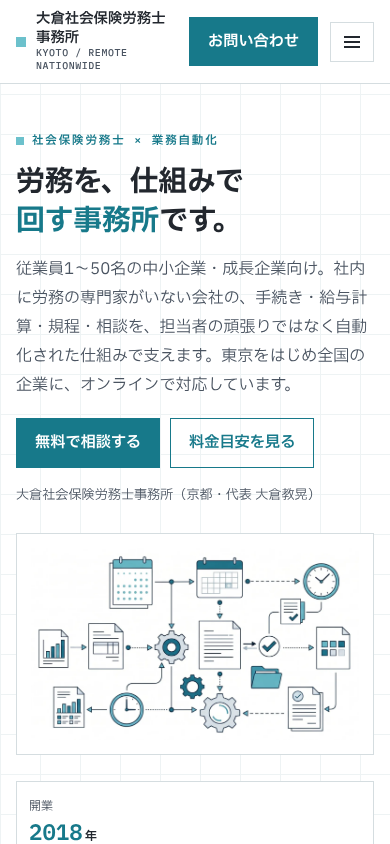 大倉社会保険労務士
事務所
KYOTO / REMOTE
NATIONWIDE
お問い合わせ
社会保険労務士 × 業務自動化
労務を、仕組みで
回す事務所です。
従業員1〜50名の中小企業・成長企業向け。社内
に労務の専門家がいない会社の、手続き・給与計
算・規程・相談を、担当者の頑張りではなく自動
化された仕組みで支えます。東京をはじめ全国の
企業に、オンラインで対応しています。
無料で相談する
料金目安を見る
大倉社会保険労務士事務所（京都・代表 大倉教晃）
開業
2018年